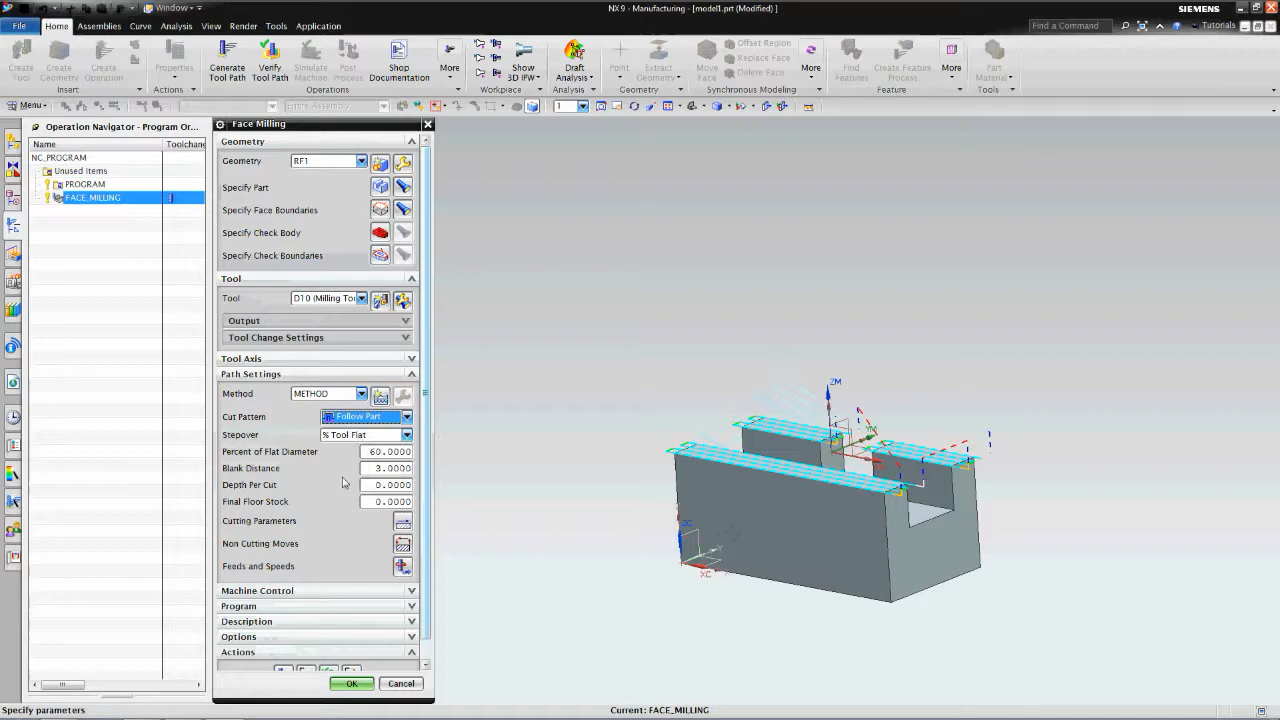 Window
NX 9 - Manufacturing - [model1.prt (Modified) ]
SIEMENS
File Home Assemblies Curve Analysis View Render Tools Application
Find a Command Tutorials
Create Tool
Create Geometry
Create Operation
Properties
Generate Tool Path
Verify Tool Path
Simulate Machine
Post Process
Shop Documentation
More
Show 3D IPW
Draft Analysis
Point
Extract Geometry
Move Face
Offset Region
Replace Face
Delete Face
More
Find Features
Create Feature Process
More
Part Material
Insert Actions Operations Workpiece Analysis Geometry Synchronous Modeling Feature Tools
Menu Entire Assembly 1
Operation Navigator - Program Or...
Name Toolchang
NC_PROGRAM
Unused Items
PROGRAM
FACE_MILLING
Face Milling
Geometry
Geometry RF1
Specify Part
Specify Face Boundaries
Specify Check Body
Specify Check Boundaries
Tool
Tool D10 (Milling Too
Output
Tool Change Settings
Tool Axis
Path Settings
Method METHOD
Cut Pattern Follow Part
Stepover % Tool Flat
Percent of Flat Diameter 60.0000
Blank Distance 3.0000
Depth Per Cut 0.0000
Final Floor Stock 0.0000
Cutting Parameters
Non Cutting Moves
Feeds and Speeds
Machine Control
Program
Description
Options
Actions
OK Cancel
ZM
YM
ZC
Y
XC
Specify parameters
Current: FACE_MILLING